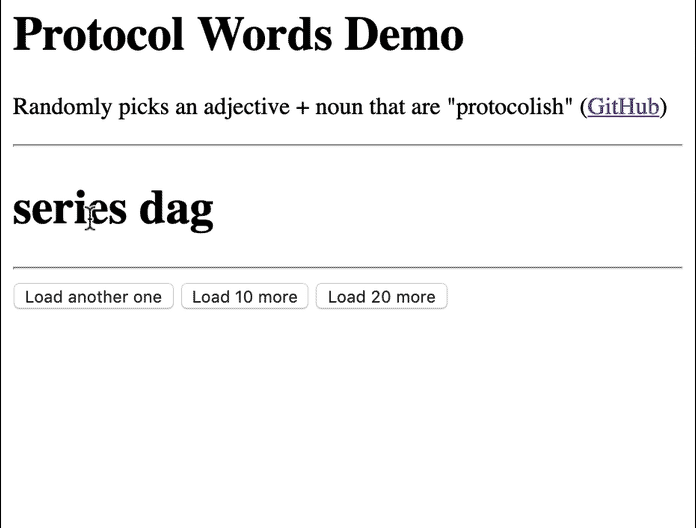 Protocol Words Demo
Randomly picks an adjective + noun that are "protocolish" (GitHub)
series dag
Load another one Load 10 more Load 20 more